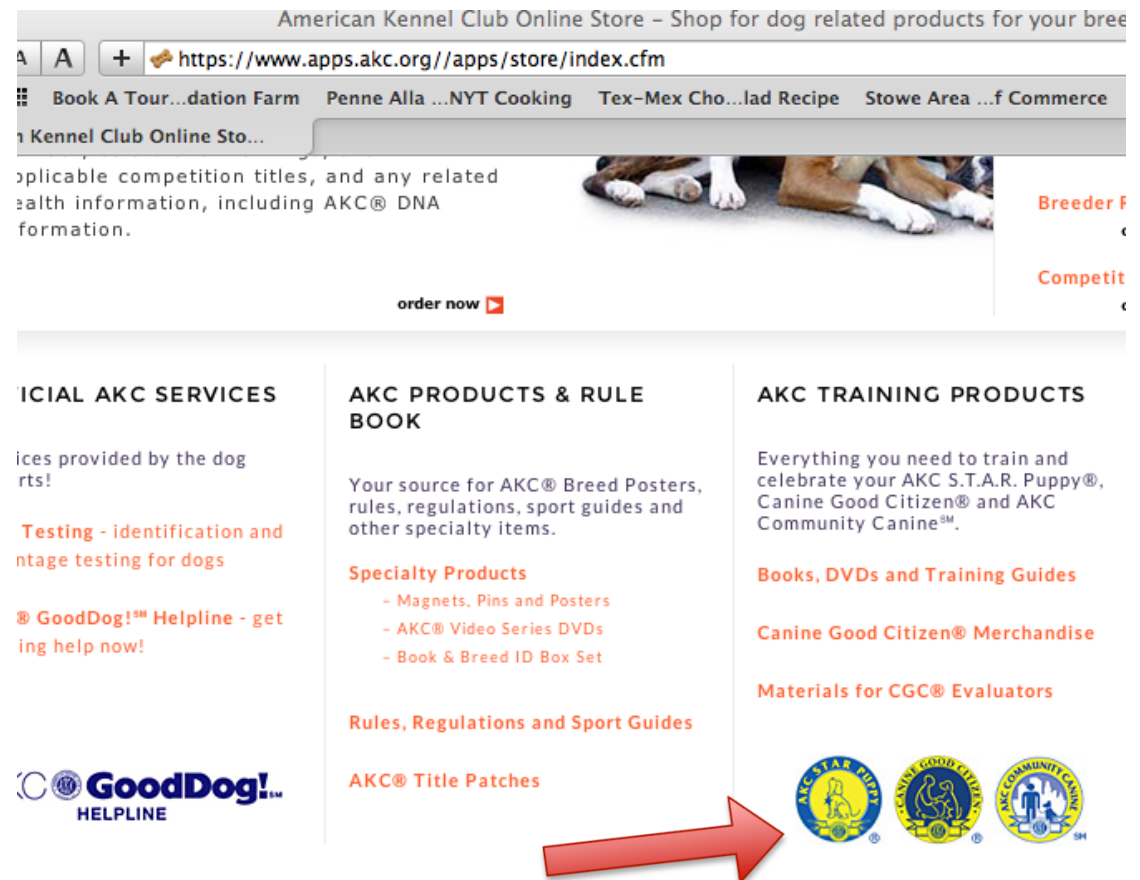 American Kennel Club Online Store – Shop for dog related products for your bree
A A + https://www.apps.akc.org//apps/store/index.cfm
Book A Tour...dation Farm Penne Alla ...NYT Cooking Tex-Mex Cho...lad Recipe Stowe Area ...f Commerce
n Kennel Club Online Sto...
pplicable competition titles, and any related
ealth information, including AKC® DNA
formation.
order now
Breeder R
Competit
ICIAL AKC SERVICES
ices provided by the dog
rts!
Testing - identification and
ntage testing for dogs
® GoodDog!℠ Helpline - get
ing help now!
KC GoodDog!℠
HELPLINE
AKC PRODUCTS & RULE
BOOK
Your source for AKC® Breed Posters,
rules, regulations, sport guides and
other specialty items.
Specialty Products
– Magnets, Pins and Posters
– AKC® Video Series DVDs
– Book & Breed ID Box Set
Rules, Regulations and Sport Guides
AKC® Title Patches
AKC TRAINING PRODUCTS
Everything you need to train and
celebrate your AKC S.T.A.R. Puppy®,
Canine Good Citizen® and AKC
Community Canine℠.
Books, DVDs and Training Guides
Canine Good Citizen® Merchandise
Materials for CGC® Evaluators
AKC STAR PUPPY ®
CANINE GOOD CITIZEN ®
AKC COMMUNITY CANINE SM